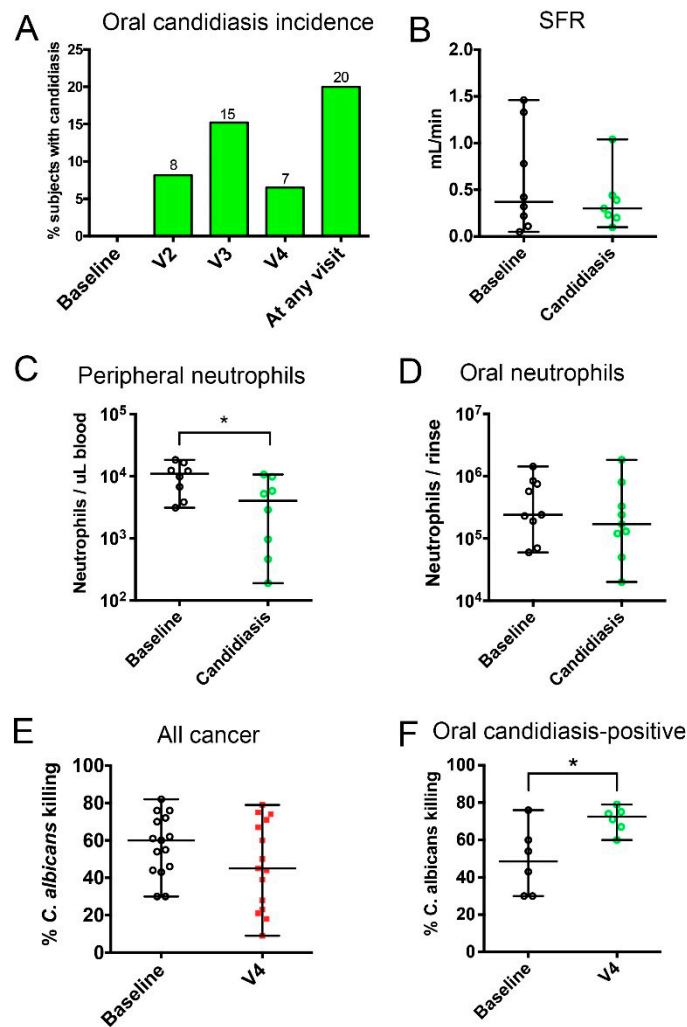 A Oral candidiasis incidence
% subjects with candidiasis
25
20
15
10
5
0
8
15
7
20
Baseline
V2
V3
V4
At any visit
B SFR
mL/min
2.0
1.5
1.0
0.5
0.0
Baseline
Candidiasis
C Peripheral neutrophils
Neutrophils / uL blood
10^5
10^4
10^3
10^2
*
Baseline
Candidiasis
D Oral neutrophils
Neutrophils / rinse
10^7
10^6
10^5
10^4
Baseline
Candidiasis
E All cancer
% C. albicans killing
100
80
60
40
20
0
Baseline
V4
F Oral candidiasis-positive
% C. albicans killing
100
80
60
40
20
0
*
Baseline
V4